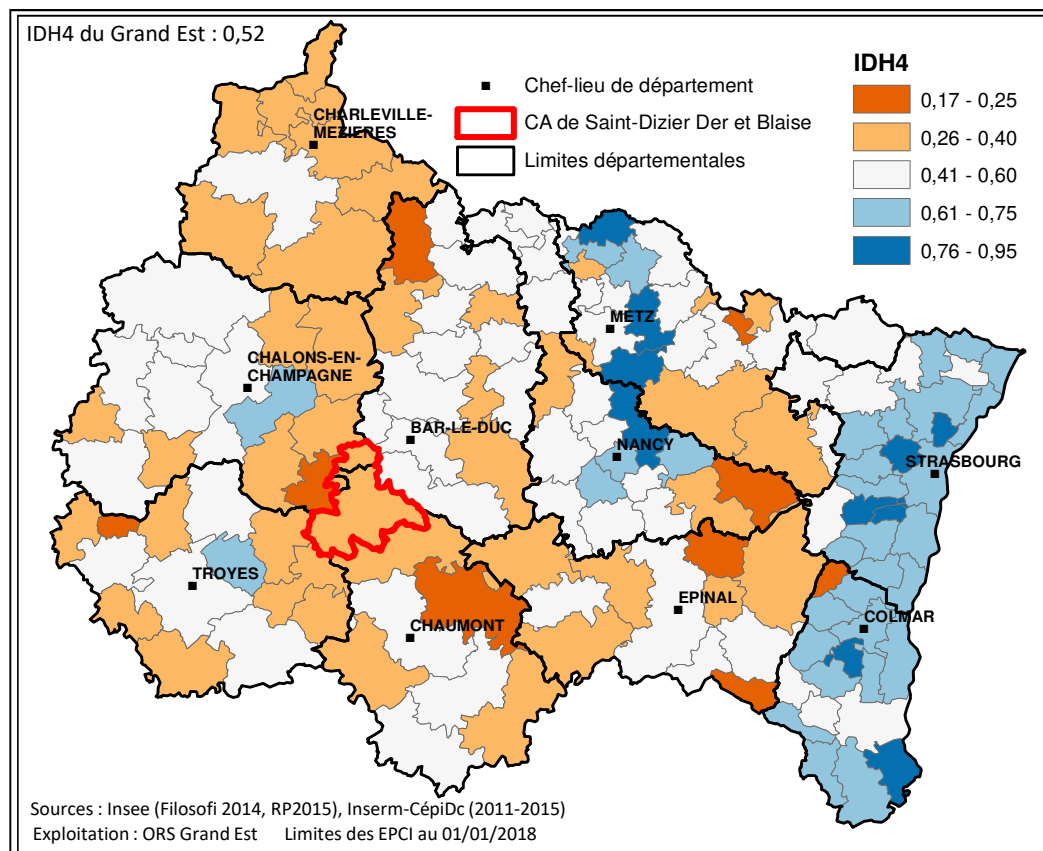 IDH4 du Grand Est : 0,52
IDH4
Chef-lieu de département
CA de Saint-Dizier Der et Blaise
Limites départementales
0,17 - 0,25
0,26 - 0,40
0,41 - 0,60
0,61 - 0,75
0,76 - 0,95
CHARLEVILLE-
MEZIERES
METZ
CHALONS-EN-
CHAMPAGNE
BAR-LE-DUC
NANCY
STRASBOURG
TROYES
EPINAL
CHAUMONT
COLMAR
Sources : Insee (Filosofi 2014, RP2015), Inserm-CépiDc (2011-2015)
Exploitation : ORS Grand Est Limites des EPCI au 01/01/2018